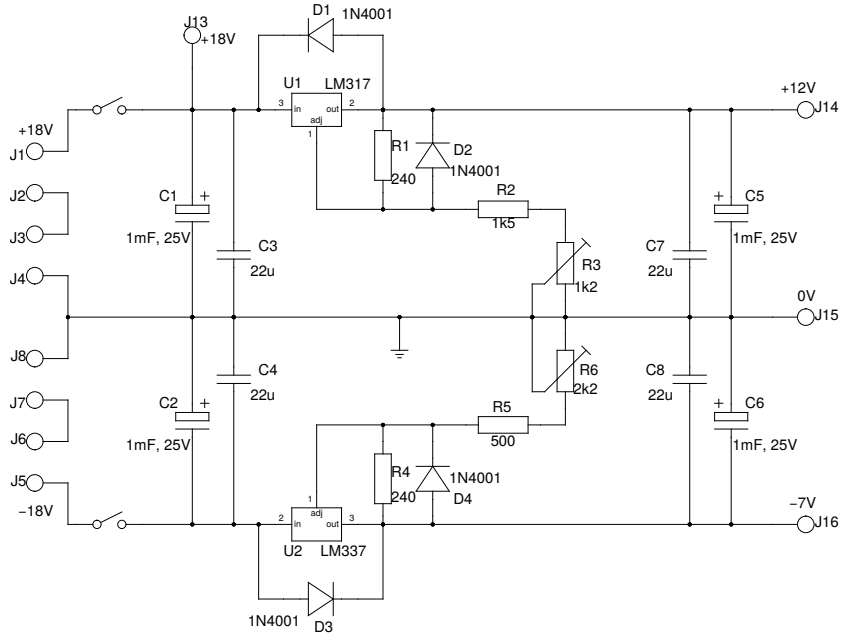 D1 1N4001
J13
+18V
U1 LM317
+12V
3 in out 2
adj
1
J14
+18V
J1
R1
240
D2
1N4001
J2
C1 +
R2
1k5
+ C5
J3
1mF, 25V
C3
22u
R3
1k2
C7
22u
1mF, 25V
J4
0V
J15
J8
C4
22u
R6
2k2
C8
22u
J7
C2 +
1mF, 25V
R5
500
+ C6
1mF, 25V
J6
J5
−18V
R4
240
1N4001
D4
1
adj
2 in out 3
−7V
J16
U2 LM337
1N4001
D3